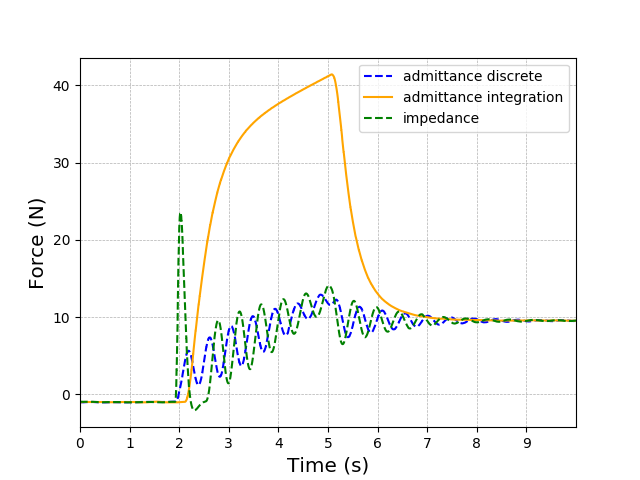 admittance discrete
admittance integration
impedance
Force (N)
40
30
20
10
0
0 1 2 3 4 5 6 7 8 9
Time (s)